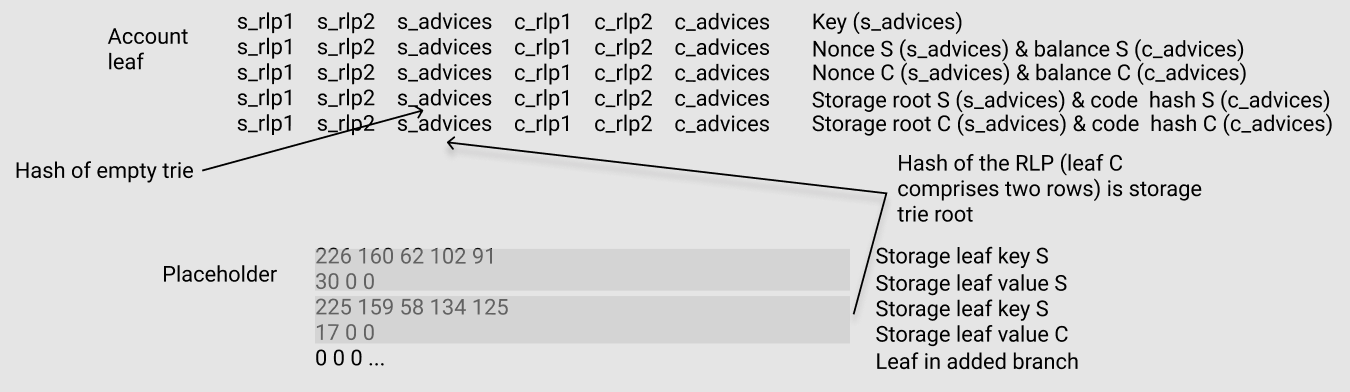 Account
leaf
s_rlp1 s_rlp2 s_advices c_rlp1 c_rlp2 c_advices Key (s_advices)
s_rlp1 s_rlp2 s_advices c_rlp1 c_rlp2 c_advices Nonce S (s_advices) & balance S (c_advices)
s_rlp1 s_rlp2 s_advices c_rlp1 c_rlp2 c_advices Nonce C (s_advices) & balance C (c_advices)
s_rlp1 s_rlp2 s_advices c_rlp1 c_rlp2 c_advices Storage root S (s_advices) & code hash S (c_advices)
s_rlp1 s_rlp2 s_advices c_rlp1 c_rlp2 c_advices Storage root C (s_advices) & code hash C (c_advices)
Hash of empty trie
Hash of the RLP (leaf C
comprises two rows) is storage
trie root
Placeholder
226 160 62 102 91 Storage leaf key S
30 0 0 Storage leaf value S
225 159 58 134 125 Storage leaf key S
17 0 0 Storage leaf value C
0 0 0 ... Leaf in added branch